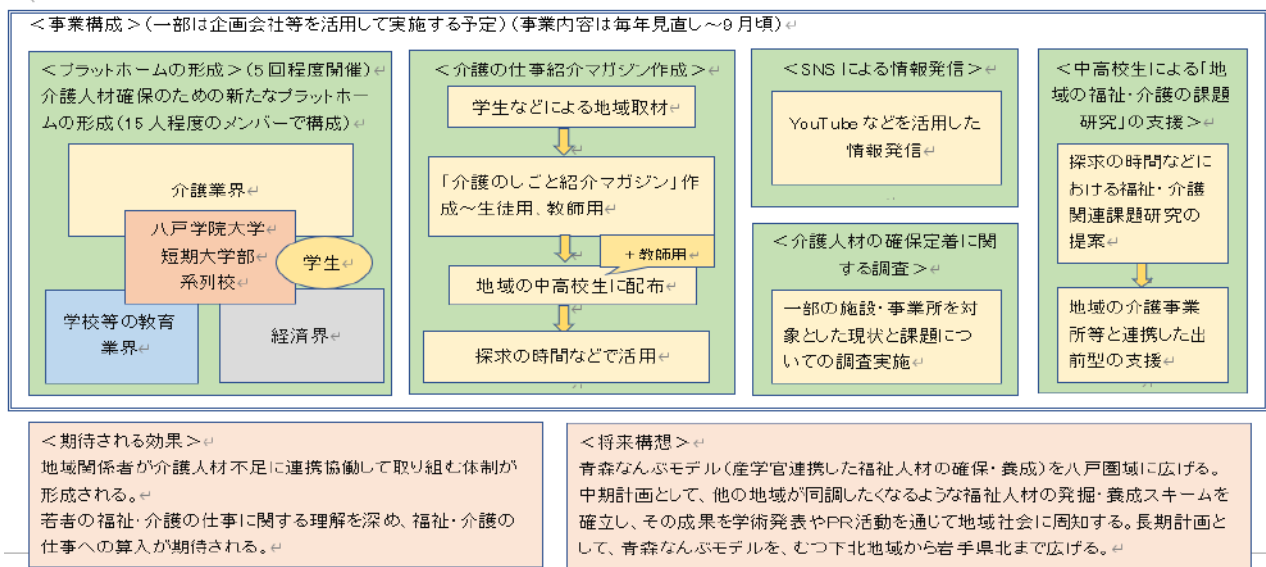 ＜事業構成＞（一部は企画会社等を活用して実施する予定）（事業内容は毎年見直し～9月頃）
＜プラットホームの形成＞（5回程度開催）
介護人材確保のための新たなプラットホー
ムの形成（15人程度のメンバーで構成）
介護業界
八戸学院大学
短期大学部
系列校
学生
学校等の教育
業界
経済界
＜介護の仕事紹介マガジン作成＞
学生などによる地域取材
「介護のしごと紹介マガジン」作
成～生徒用、教師用
＋教師用
地域の中高校生に配布
探求の時間などで活用
＜SNSによる情報発信＞
YouTubeなどを活用した
情報発信
＜介護人材の確保定着に関
する調査＞
一部の施設・事業所を対
象とした現状と課題につ
いての調査実施
＜中高校生による「地
域の福祉・介護の課題
研究」の支援＞
探求の時間などに
おける福祉・介護
関連課題研究の
提案
地域の介護事業
所等と連携した出
前型の支援
＜期待される効果＞
地域関係者が介護人材不足に連携協働して取り組む体制が
形成される。
若者の福祉・介護の仕事に関する理解を深め、福祉・介護の
仕事への算入が期待される。
＜将来構想＞
青森なんぶモデル（産学官連携した福祉人材の確保・養成）を八戸圏域に広げる。
中期計画として、他の地域が同調したくなるような福祉人材の発掘・養成スキームを
確立し、その成果を学術発表やPR活動を通じて地域社会に周知する。長期計画と
して、青森なんぶモデルを、むつ下北地域から岩手県北まで広げる。